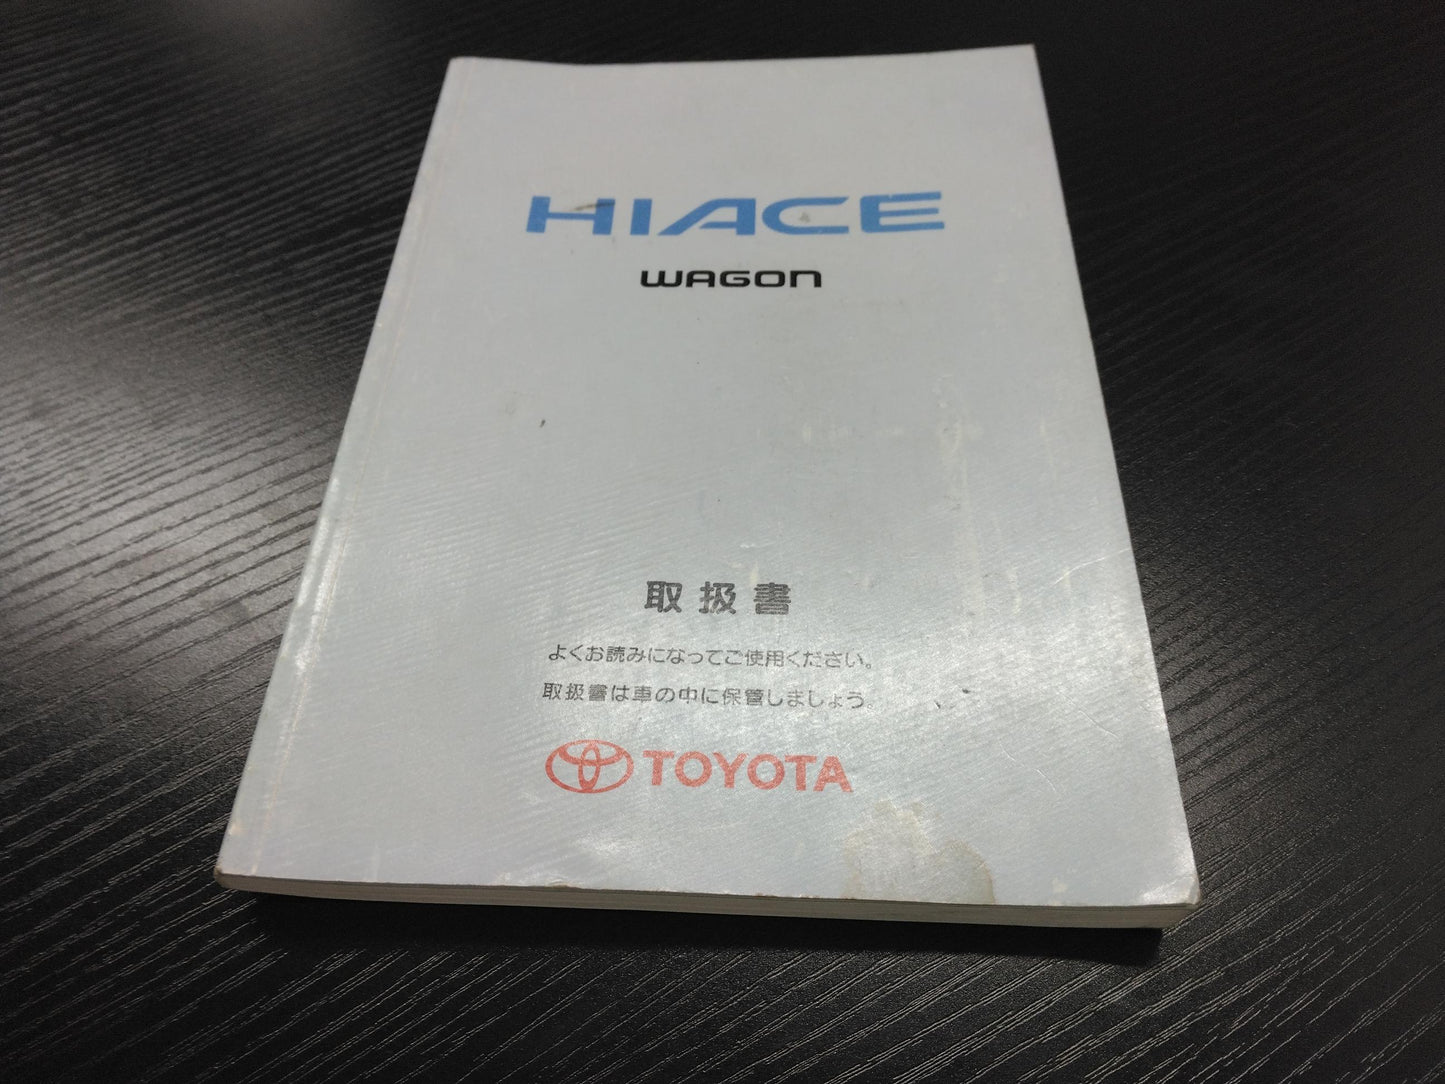 HIACE
WAGON
取扱書
よくお読みになってご使用ください。
取扱書は車の中に保管しましょう。
TOYOTA